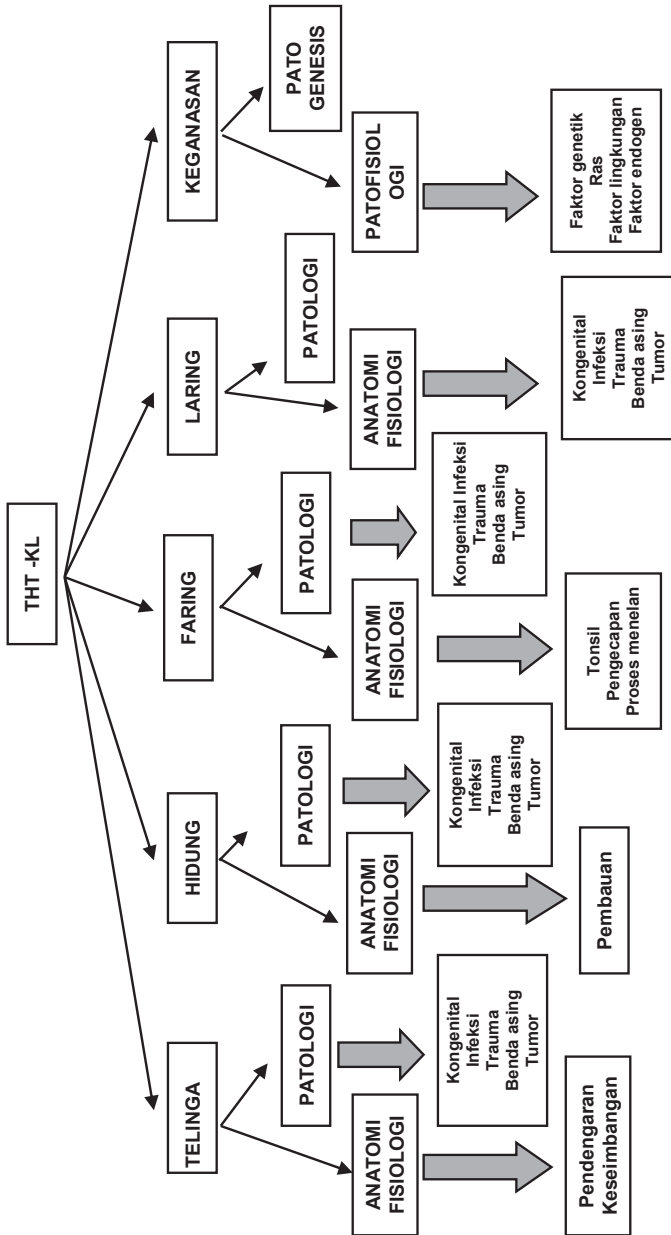 THT -KL
TELINGA
HIDUNG
FARING
LARING
KEGANASAN
ANATOMI
FISIOLOGI
PATOLOGI
ANATOMI
FISIOLOGI
PATOLOGI
ANATOMI
FISIOLOGI
PATOLOGI
ANATOMI
FISIOLOGI
PATOLOGI
PATOFISIOL
OGI
PATO
GENESIS
Pendengaran
Keseimbangan
Kongenital
Infeksi
Trauma
Benda asing
Tumor
Pembauan
Kongenital
Infeksi
Trauma
Benda asing
Tumor
Tonsil
Pengecapan
Proses menelan
Kongenital Infeksi
Trauma
Benda asing
Tumor
Kongenital
Infeksi
Trauma
Benda asing
Tumor
Faktor genetik
Ras
Faktor lingkungan
Faktor endogen